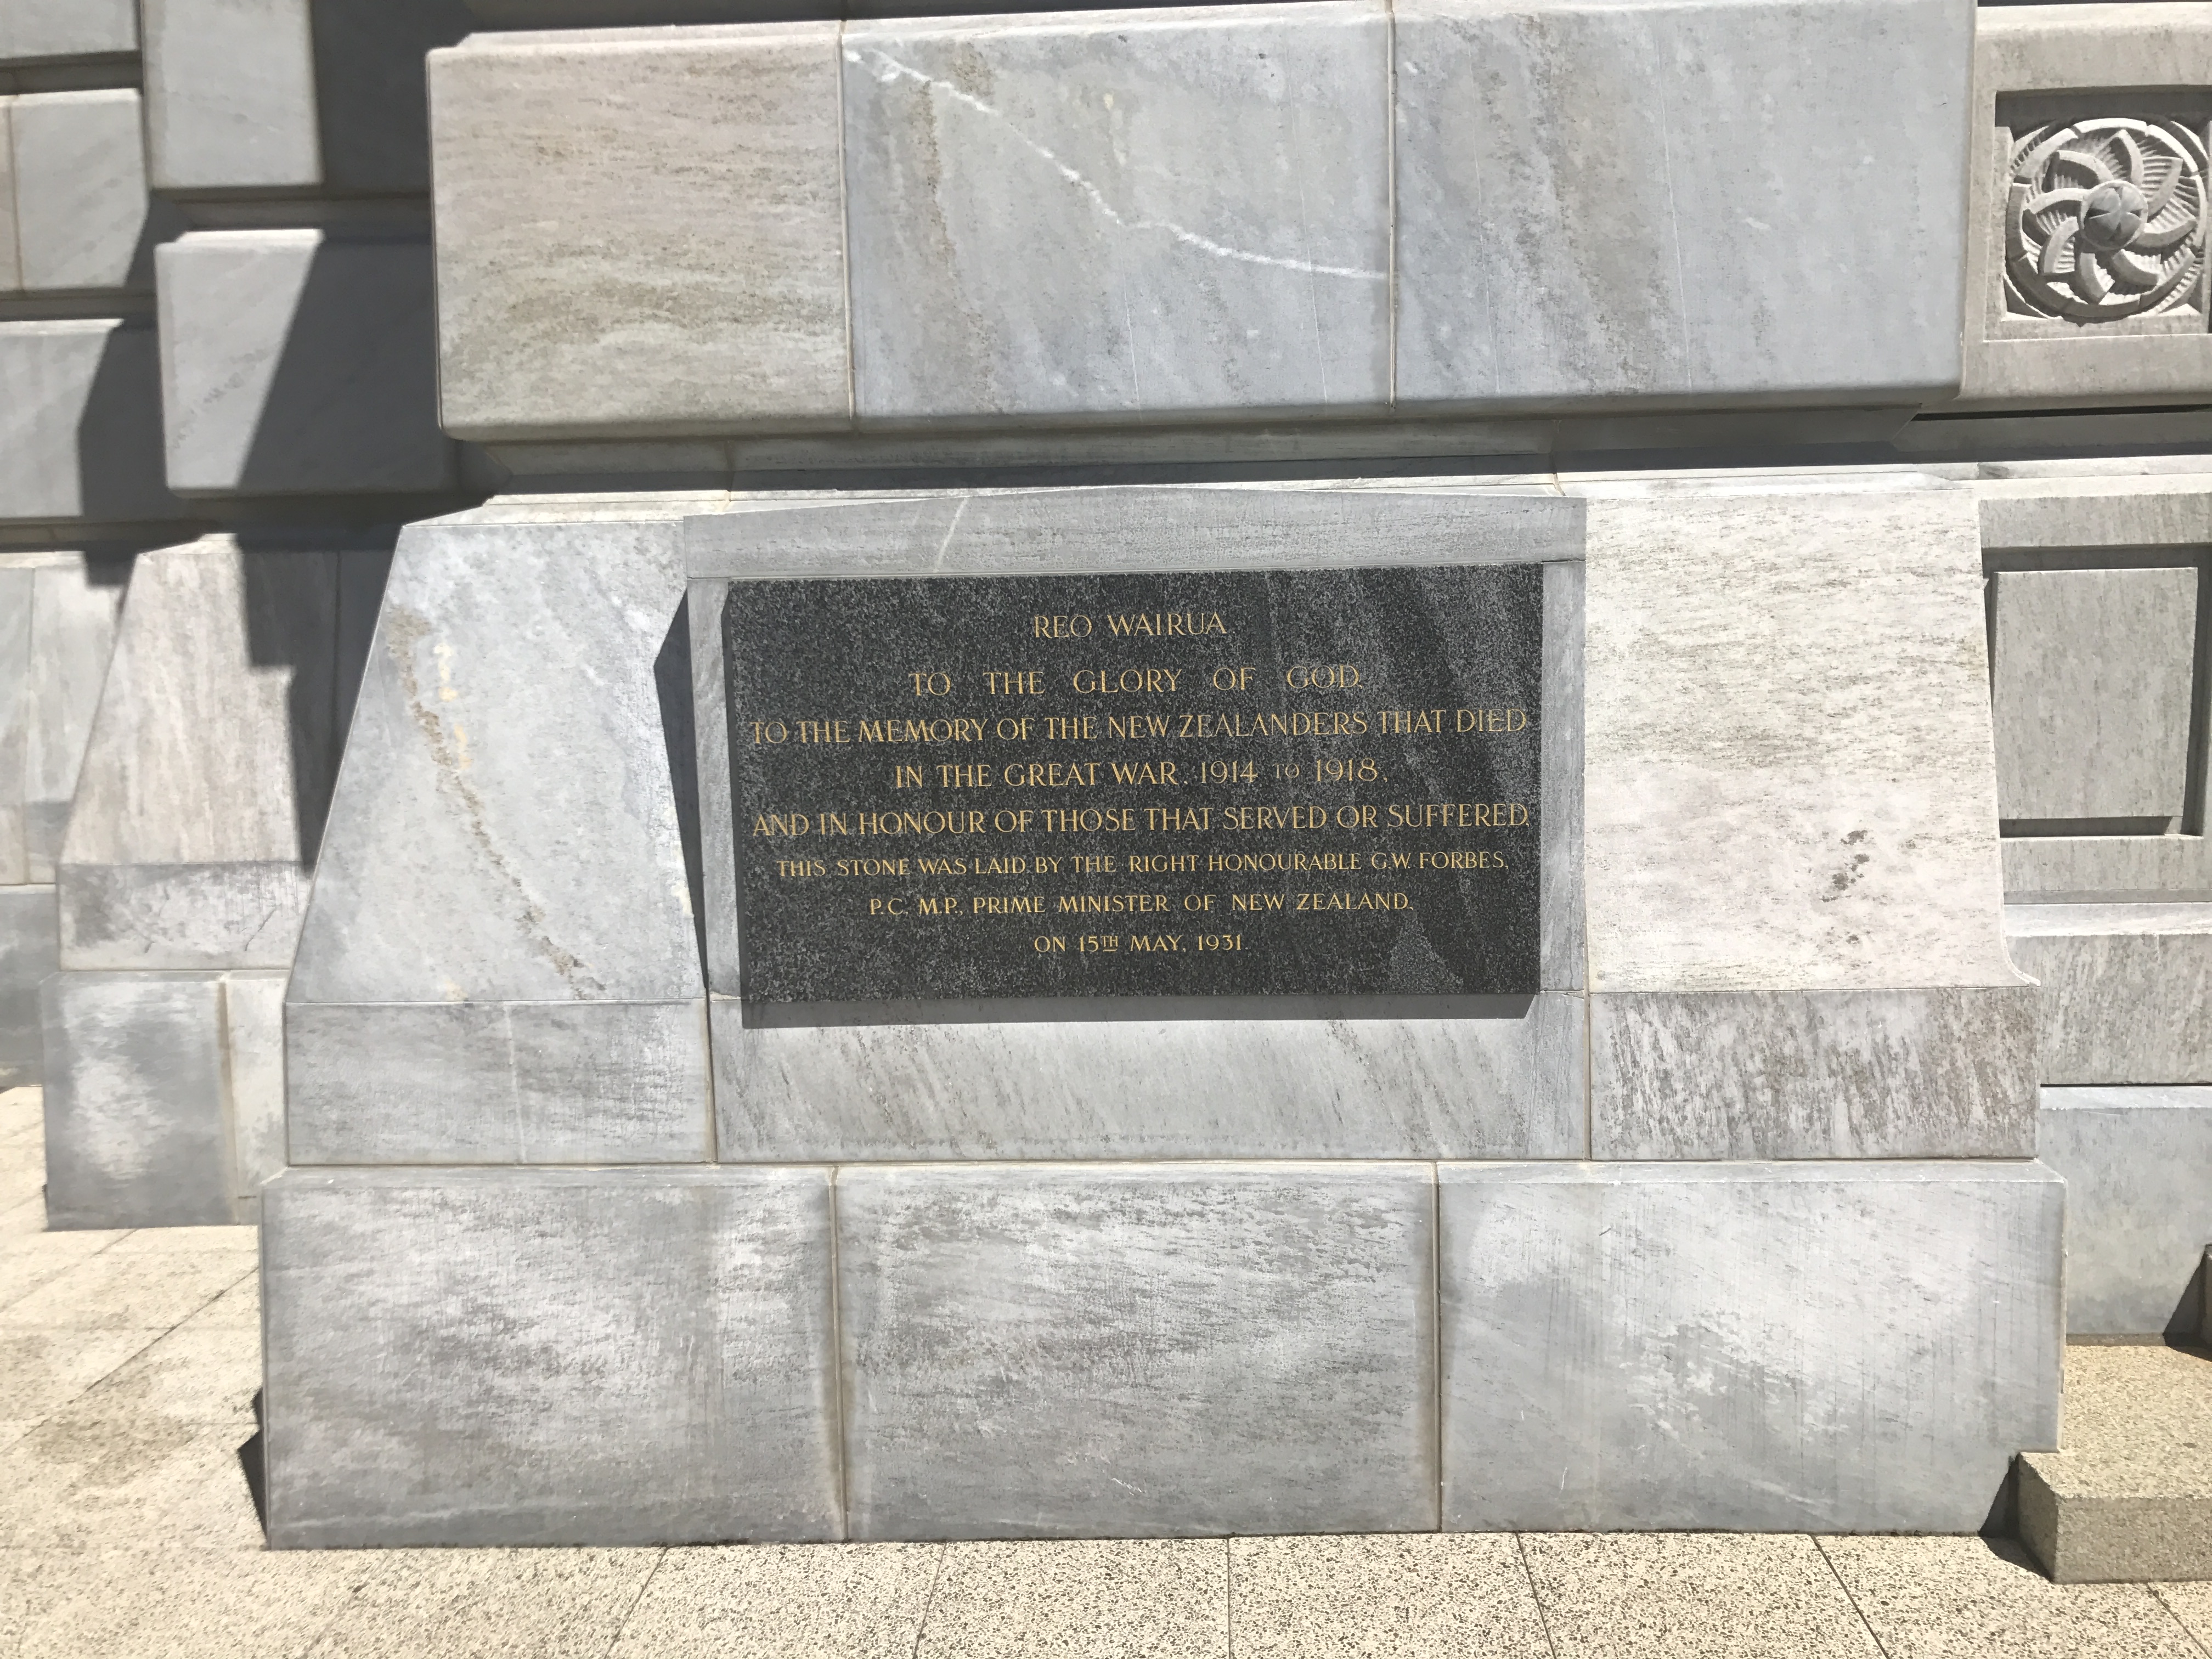 REO WAIRUA
TO THE GLORY OF GOD
TO THE MEMORY OF THE NEW ZEALANDERS THAT DIED
IN THE GREAT WAR, 1914 TO 1918,
AND IN HONOUR OF THOSE THAT SERVED OR SUFFERED
THIS STONE WAS LAID BY THE RIGHT HONOURABLE G.W. FORBES,
P.C. M.P., PRIME MINISTER OF NEW ZEALAND,
ON 15TH MAY, 1931.